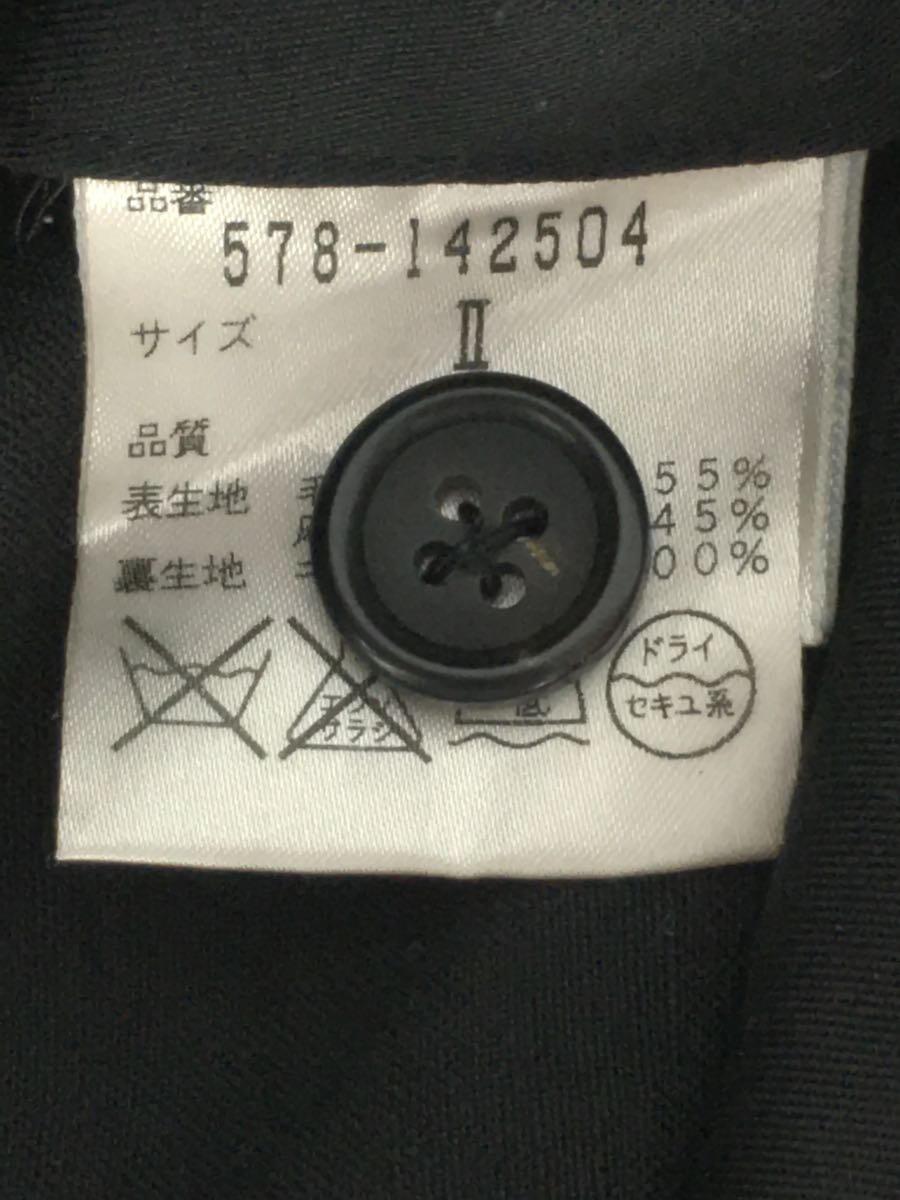 品番
578-142504
サイズ II
品質
表生地 55%
45%
裏生地 00%
ドライ
セキユ系